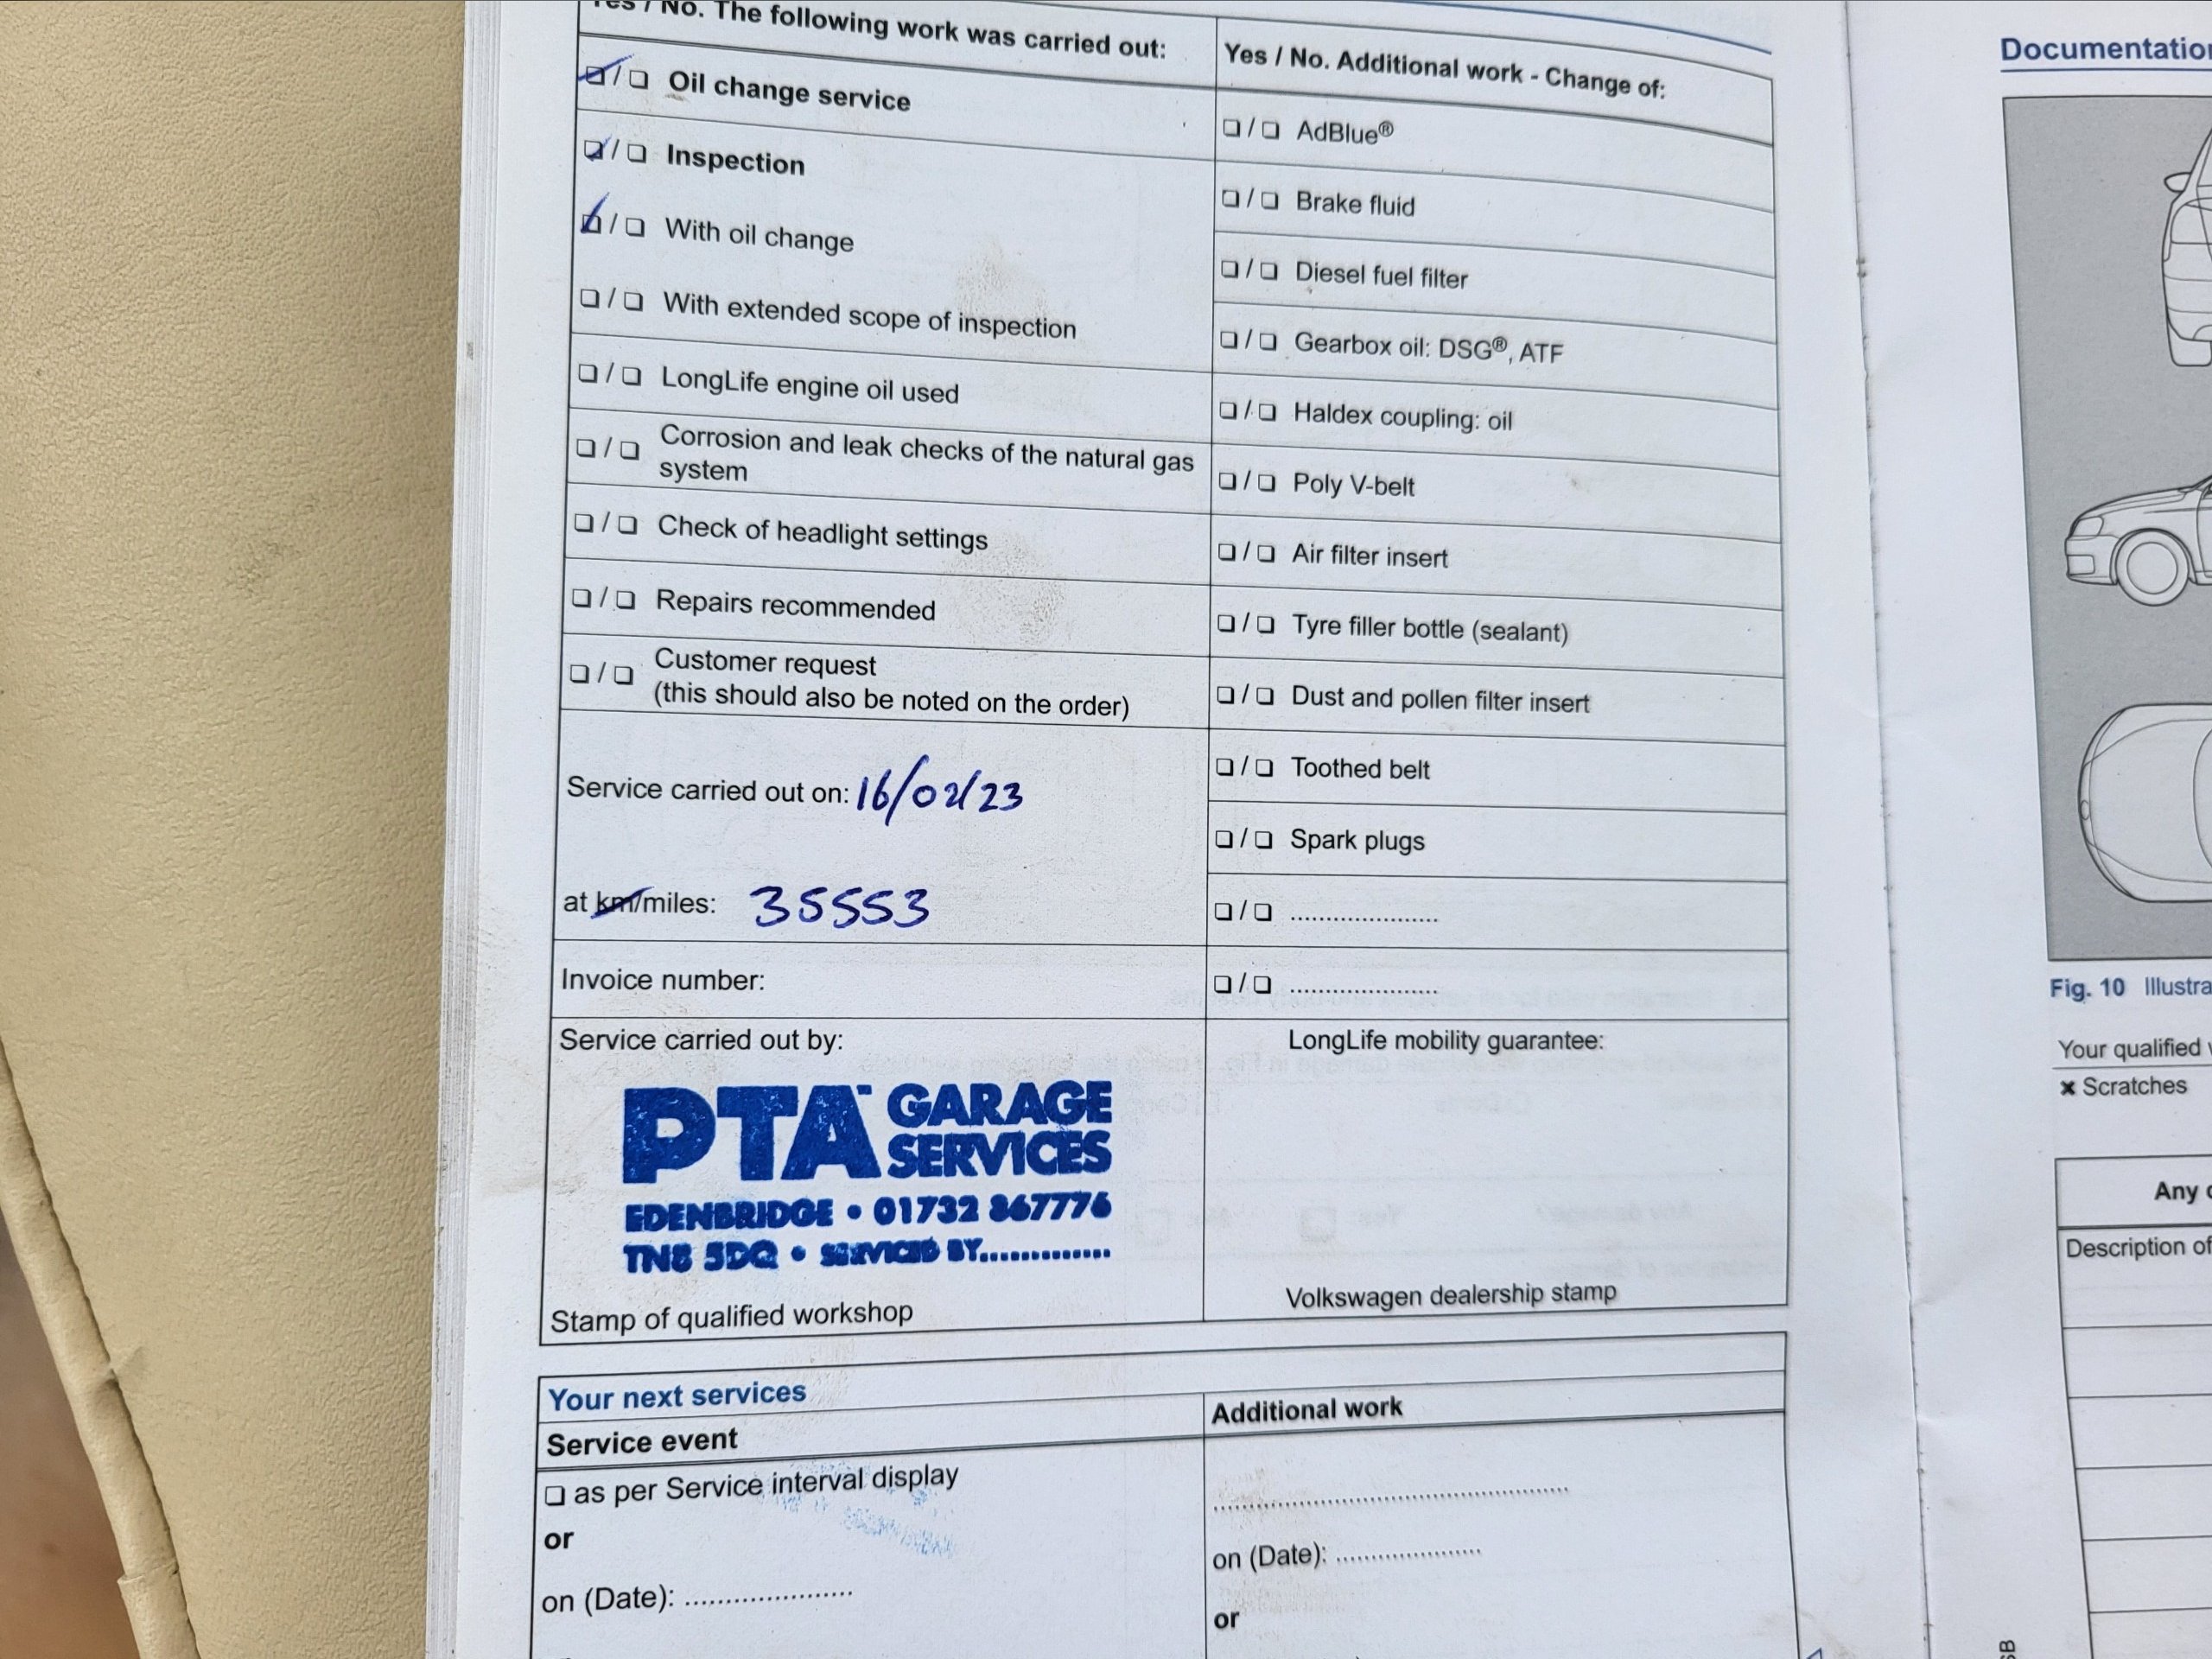 Yes / No. The following work was carried out:
❏ / ❏ Oil change service
❏ / ❏ Inspection
❏ / ❏ With oil change
❏ / ❏ With extended scope of inspection
❏ / ❏ LongLife engine oil used
❏ / ❏ Corrosion and leak checks of the natural gas
system
❏ / ❏ Check of headlight settings
❏ / ❏ Repairs recommended
❏ / ❏ Customer request
(this should also be noted on the order)
Service carried out on: 16/02/23
at km/miles: 35553
Invoice number:
Service carried out by:
PTA GARAGE
SERVICES
EDENBRIDGE • 01732 867776
TN8 5DQ • SERVICED BY.............
Stamp of qualified workshop
Yes / No. Additional work - Change of:
❏ / ❏ AdBlue®
❏ / ❏ Brake fluid
❏ / ❏ Diesel fuel filter
❏ / ❏ Gearbox oil: DSG®, ATF
❏ / ❏ Haldex coupling: oil
❏ / ❏ Poly V-belt
❏ / ❏ Air filter insert
❏ / ❏ Tyre filler bottle (sealant)
❏ / ❏ Dust and pollen filter insert
❏ / ❏ Toothed belt
❏ / ❏ Spark plugs
❏ / ❏ ......................
❏ / ❏ ......................
LongLife mobility guarantee:
Volkswagen dealership stamp
Your next services
Service event
❏ as per Service interval display
or
on (Date): ......................
Additional work
......................................................
on (Date): ......................
or
Documentation
Fig. 10 Illustra
Your qualified
✖ Scratches
Any
Description of